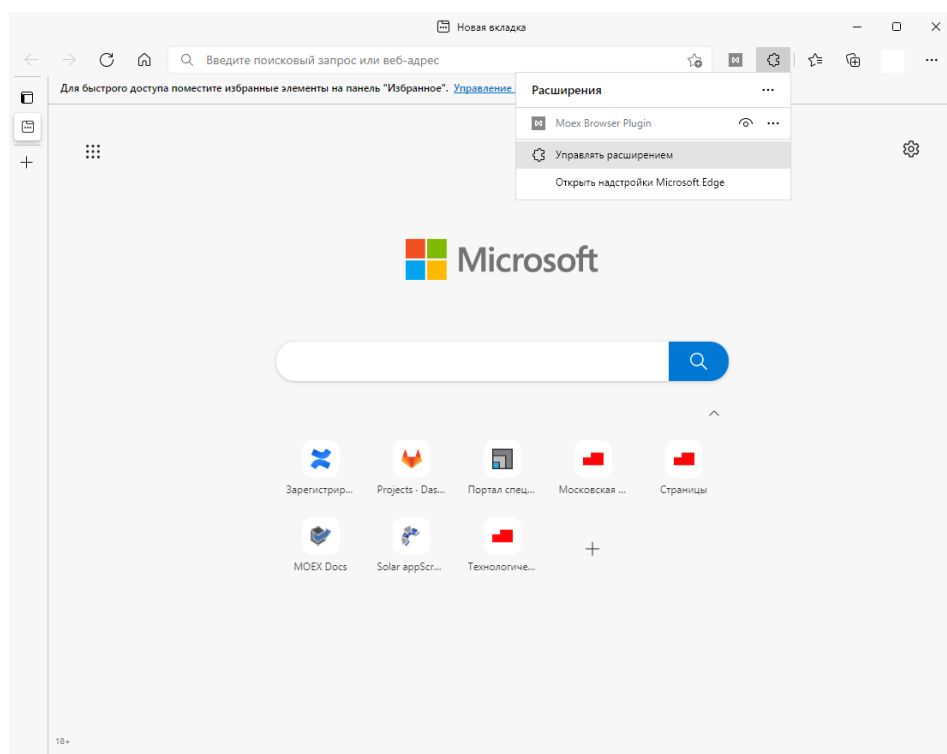 Новая вкладка
Введите поисковый запрос или веб-адрес
Для быстрого доступа поместите избранные элементы на панель "Избранное". Управление
Расширения
Moex Browser Plugin
Управлять расширением
Открыть надстройки Microsoft Edge
Microsoft
Зарегистрир... Projects · Das... Портал спец... Московская ... Страницы
MOEX Docs Solar appScr... Технологиче...
18+